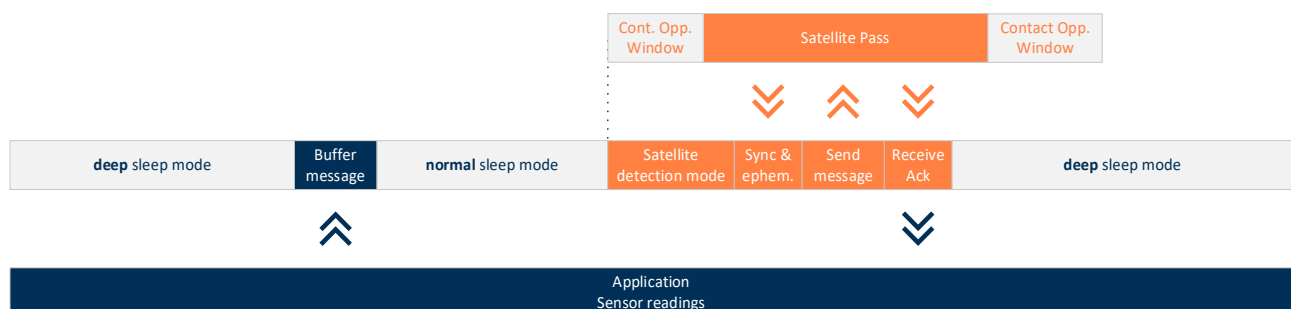 Cont. Opp.
Window
Satellite Pass
Contact Opp.
Window
deep sleep mode
Buffer
message
normal sleep mode
Satellite
detection mode
Sync &
ephem.
Send
message
Receive
Ack
deep sleep mode
Application
Sensor readings